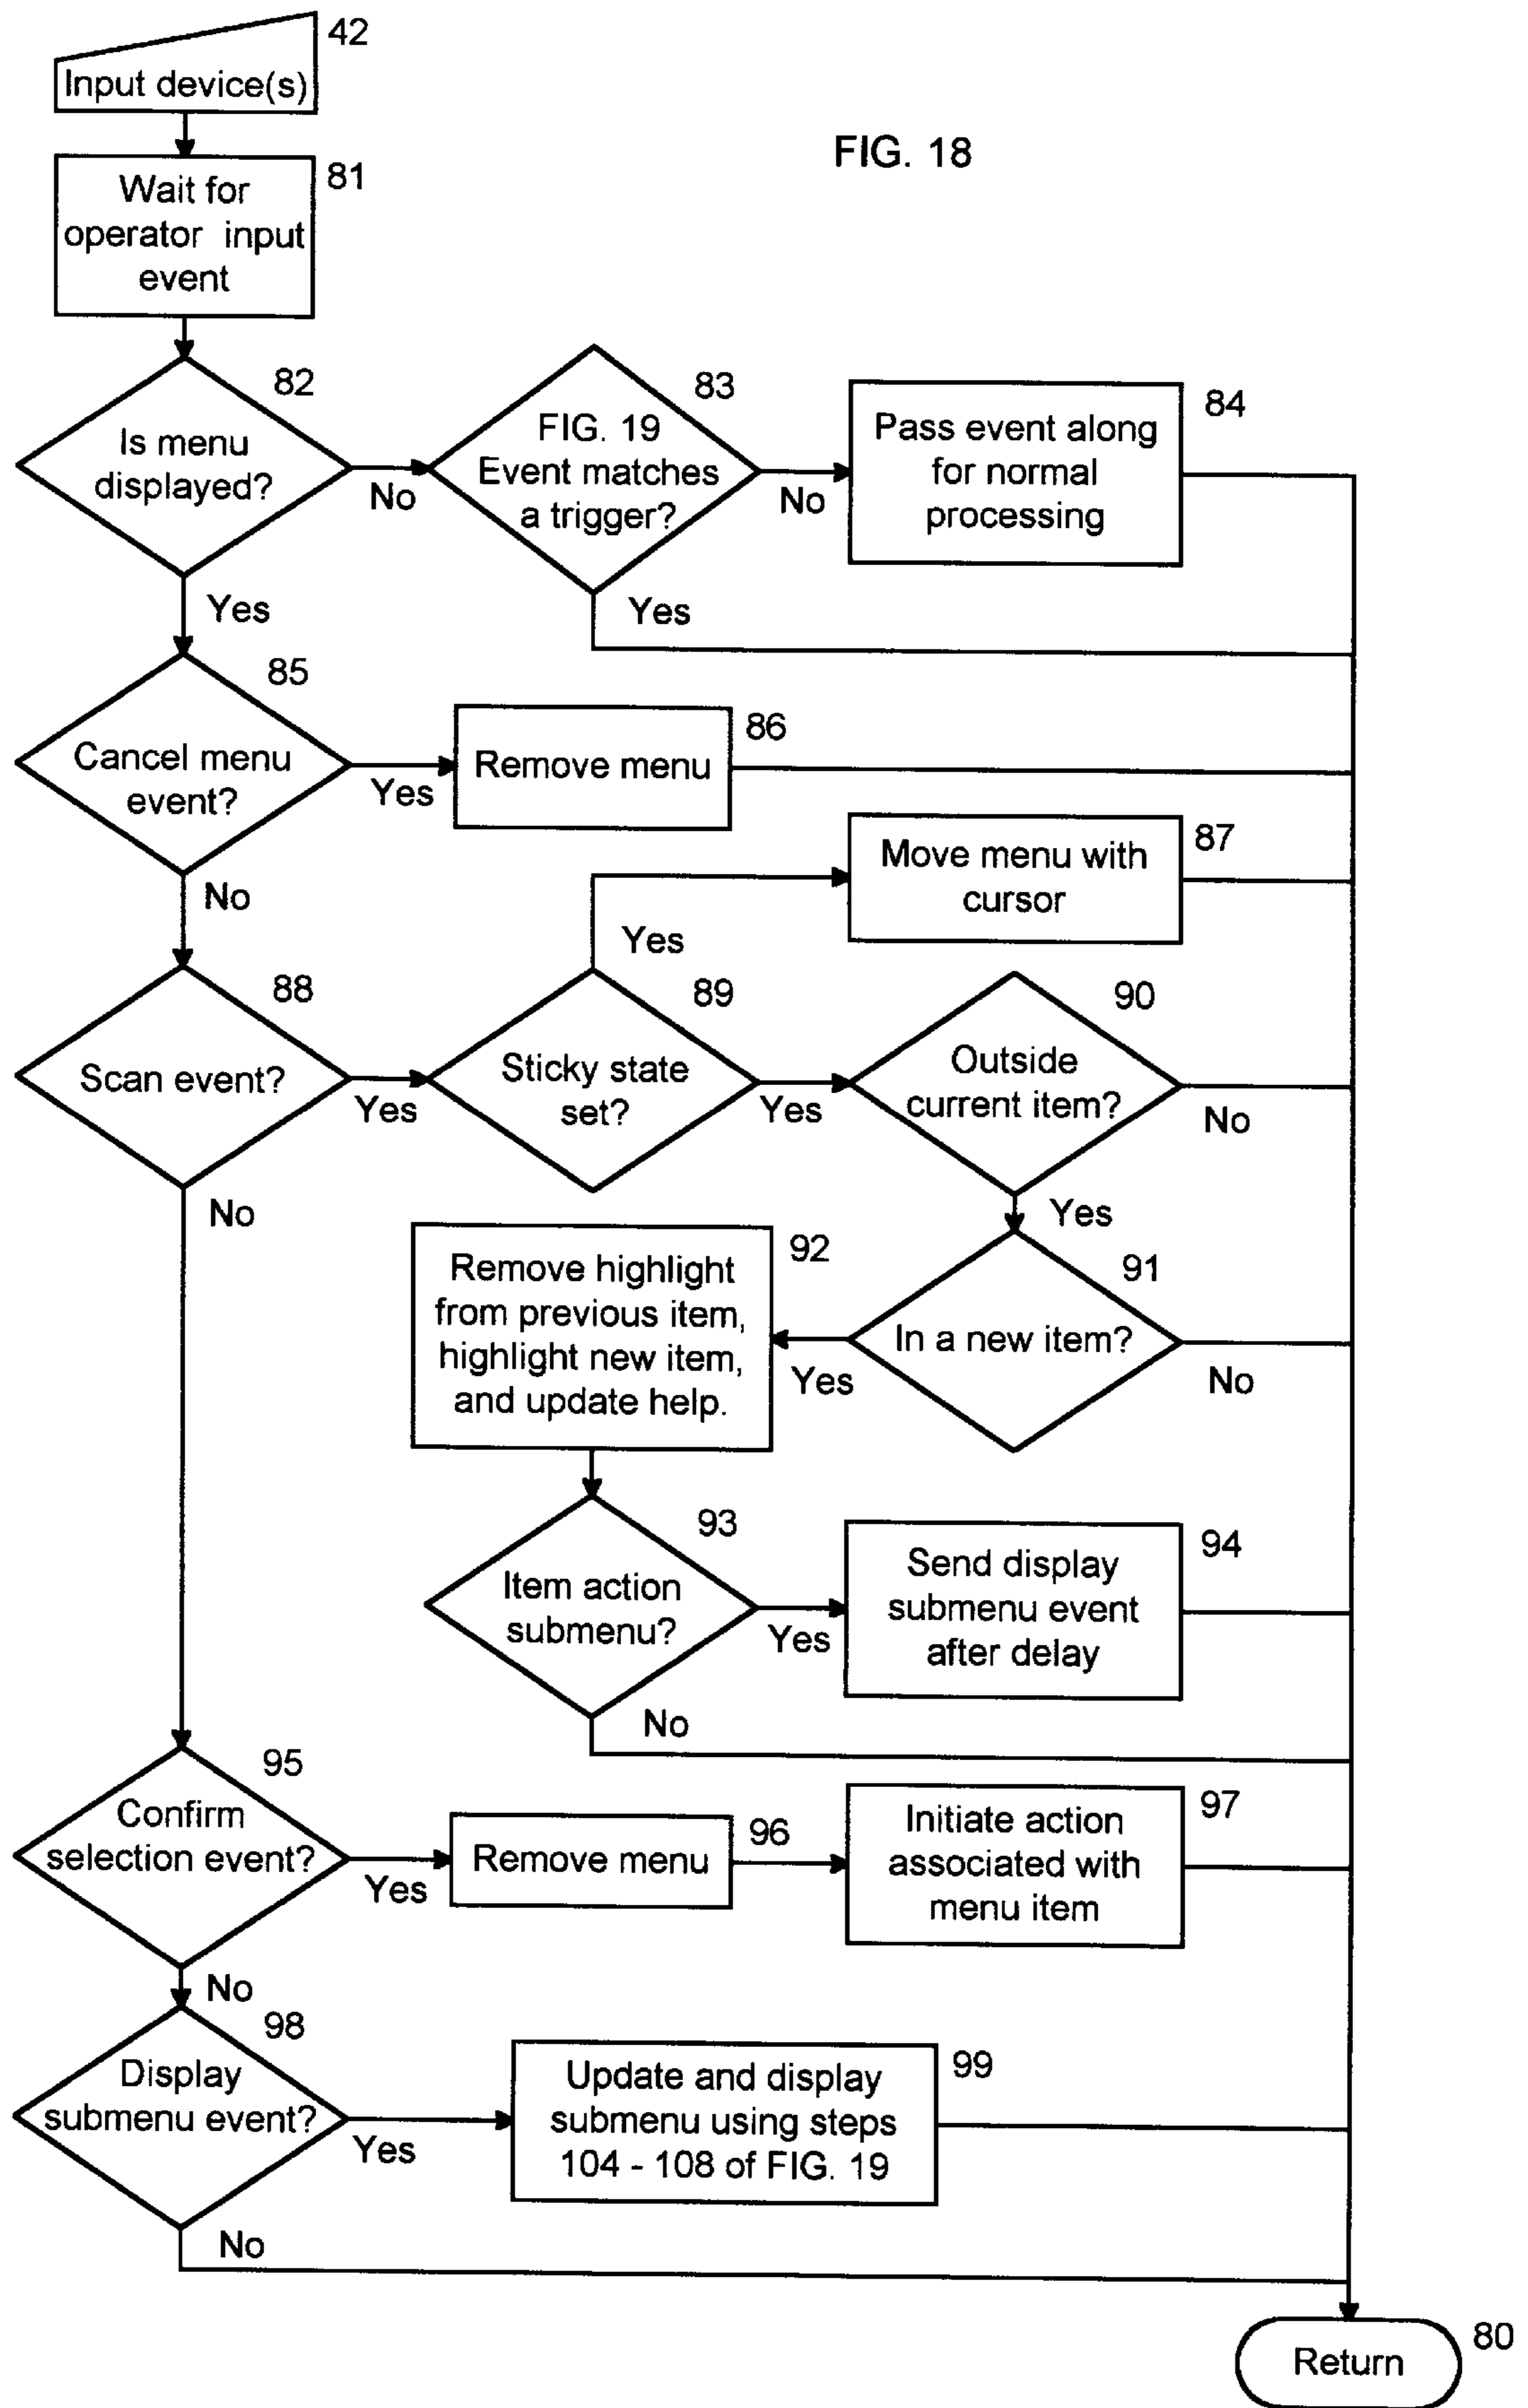 42
Input device(s)
FIG. 18
81
Wait for
operator input
event
82
Is menu
displayed?
No
83
FIG. 19
Event matches
a trigger?
No
84
Pass event along
for normal
processing
Yes
Yes
85
Cancel menu
event?
Yes
86
Remove menu
87
Move menu with
cursor
No
Yes
88
Scan event?
Yes
89
Sticky state
set?
Yes
90
Outside
current item?
No
No
Yes
92
Remove highlight
from previous item,
highlight new item,
and update help.
91
In a new item?
Yes
No
93
Item action
submenu?
Yes
94
Send display
submenu event
after delay
No
95
Confirm
selection event?
Yes
96
Remove menu
97
Initiate action
associated with
menu item
No
98
Display
submenu event?
Yes
99
Update and display
submenu using steps
104 - 108 of FIG. 19
No
80
Return